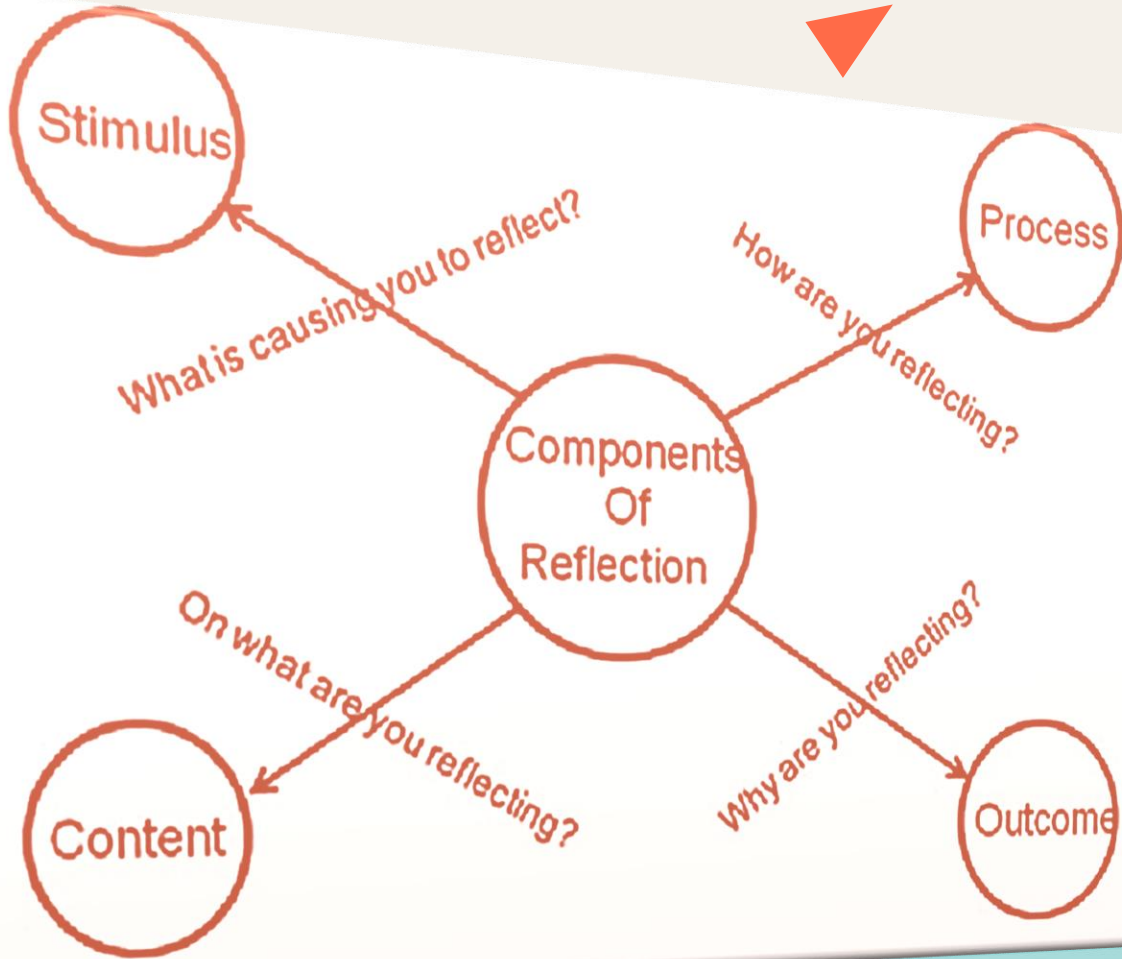 Stimulus
What is causing you to reflect?
How are you reflecting?
Process
Components
Of
Reflection
On what are you reflecting?
Why are you reflecting?
Content
Outcome